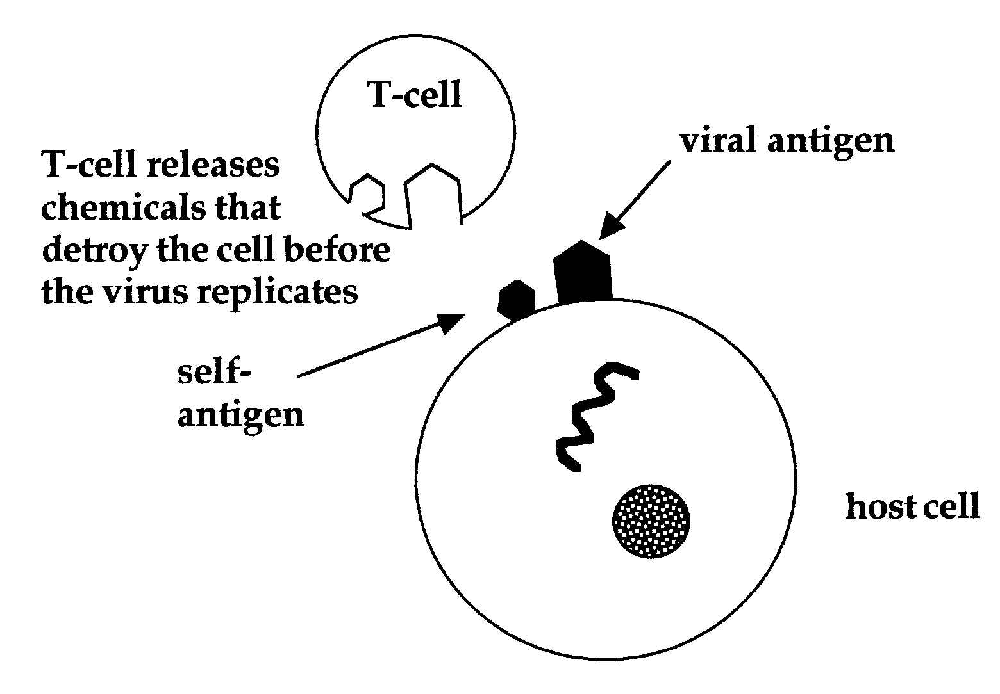 T-cell
viral antigen
T-cell releases
chemicals that
detroy the cell before
the virus replicates
self-
antigen
host cell